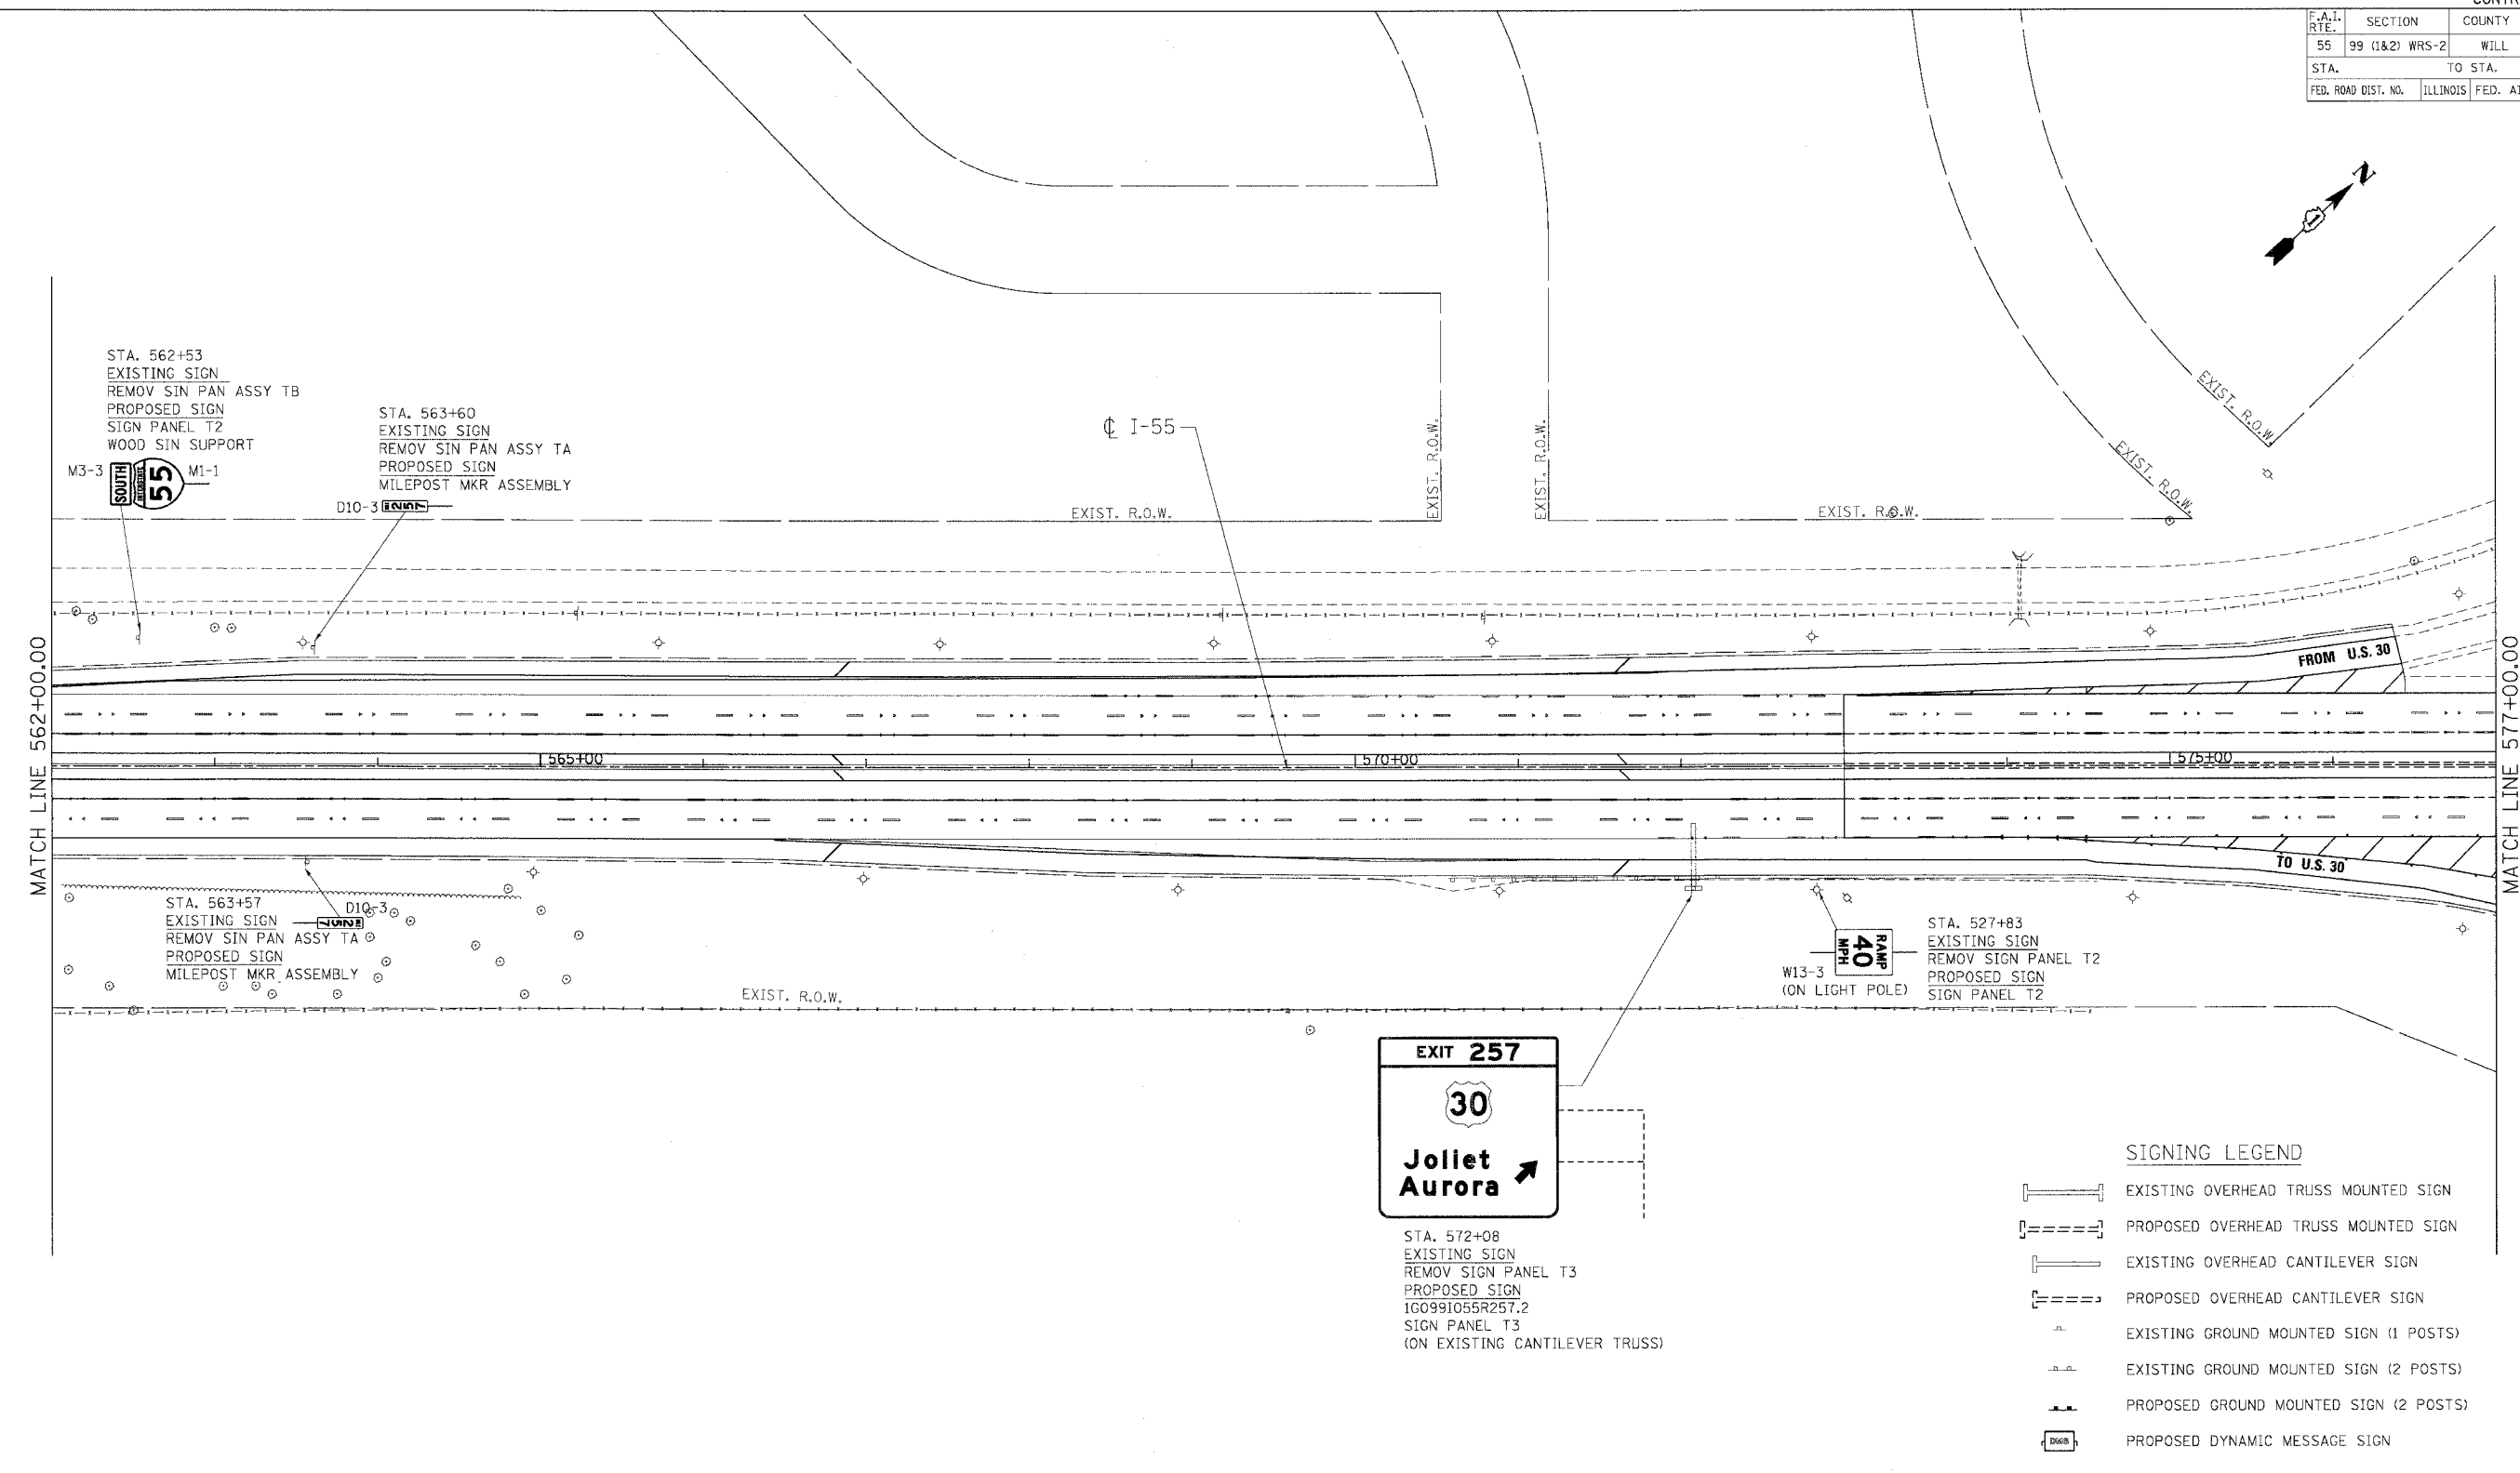 F.A.I. RTE. SECTION COUNTY
55 99 (1&2) WRS-2 WILL
STA. TO STA.
FED. ROAD DIST. NO. ILLINOIS FED.
N
1
STA. 562+53
EXISTING SIGN
REMOV SIN PAN ASSY TB
PROPOSED SIGN
SIGN PANEL T2
WOOD SIN SUPPORT
M3-3 SOUTH INTERSTATE 55 M1-1
STA. 563+60
EXISTING SIGN
REMOV SIN PAN ASSY TA
PROPOSED SIGN
MILEPOST MKR ASSEMBLY
D10-3
℄ I-55
EXIST. R.O.W.
EXIST. R.O.W.
EXIST. R.O.W.
EXIST. R.O.W.
EXIST. R.O.W.
EXIST. R.O.W.
FROM U.S. 30
MATCH LINE 562+00.00
565+00
570+00
575+00
MATCH LINE 577+00.00
TO U.S. 30
STA. 563+57
EXISTING SIGN
REMOV SIN PAN ASSY TA
PROPOSED SIGN
MILEPOST MKR ASSEMBLY
D10-3
EXIST. R.O.W.
RAMP
40
MPH
W13-3
(ON LIGHT POLE)
STA. 527+83
EXISTING SIGN
REMOV SIGN PANEL T2
PROPOSED SIGN
SIGN PANEL T2
EXIT 257
30
Joliet
Aurora
STA. 572+08
EXISTING SIGN
REMOV SIGN PANEL T3
PROPOSED SIGN
1G099I055R257.2
SIGN PANEL T3
(ON EXISTING CANTILEVER TRUSS)
SIGNING LEGEND
EXISTING OVERHEAD TRUSS MOUNTED SIGN
PROPOSED OVERHEAD TRUSS MOUNTED SIGN
EXISTING OVERHEAD CANTILEVER SIGN
PROPOSED OVERHEAD CANTILEVER SIGN
EXISTING GROUND MOUNTED SIGN (1 POSTS)
EXISTING GROUND MOUNTED SIGN (2 POSTS)
PROPOSED GROUND MOUNTED SIGN (2 POSTS)
PROPOSED DYNAMIC MESSAGE SIGN